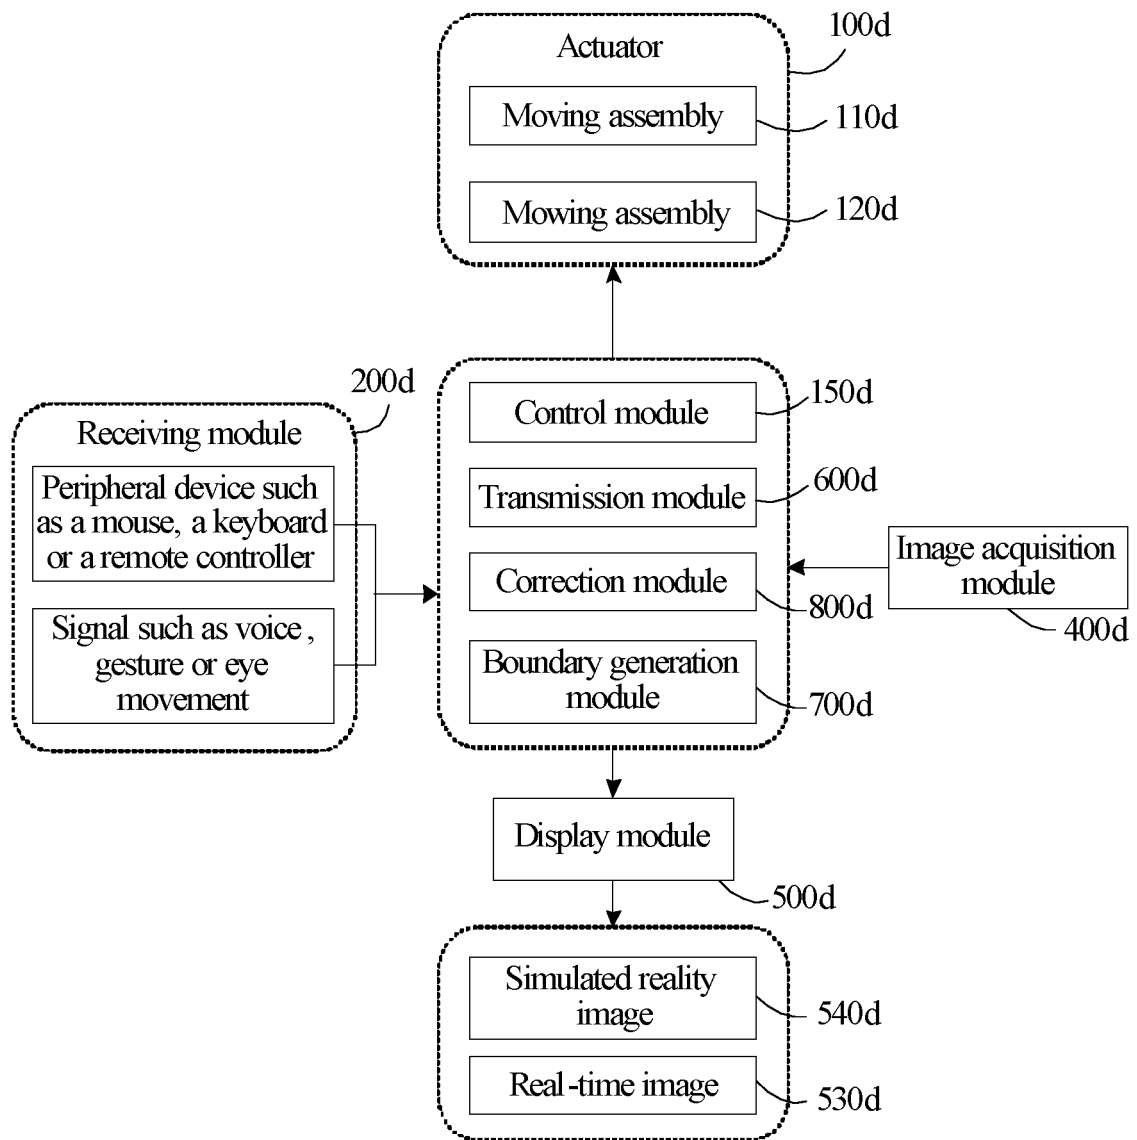 Actuator
100d
Moving assembly
110d
Mowing assembly
120d
200d
Receiving module
Peripheral device such
as a mouse, a keyboard
or a remote controller
Signal such as voice ,
gesture or eye
movement
Control module
150d
Transmission module
600d
Correction module
800d
Boundary generation
module
700d
Image acquisition
module
400d
Display module
500d
Simulated reality
image
540d
Real-time image
530d